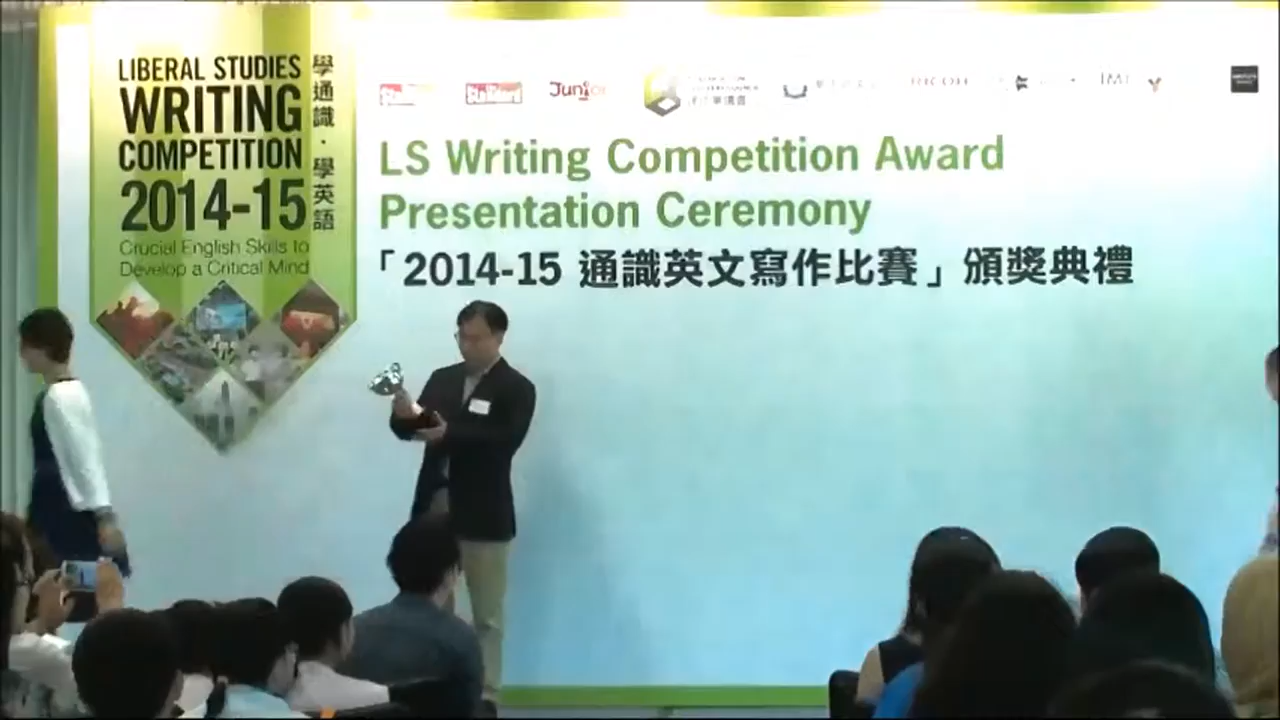 LIBERAL STUDIES
WRITING
COMPETITION
2014-15
Crucial English Skills to
Develop a Critical Mind
學通識·學英語
Junior
RICOH
LS Writing Competition Award
Presentation Ceremony
「2014-15 通識英文寫作比賽」頒獎典禮